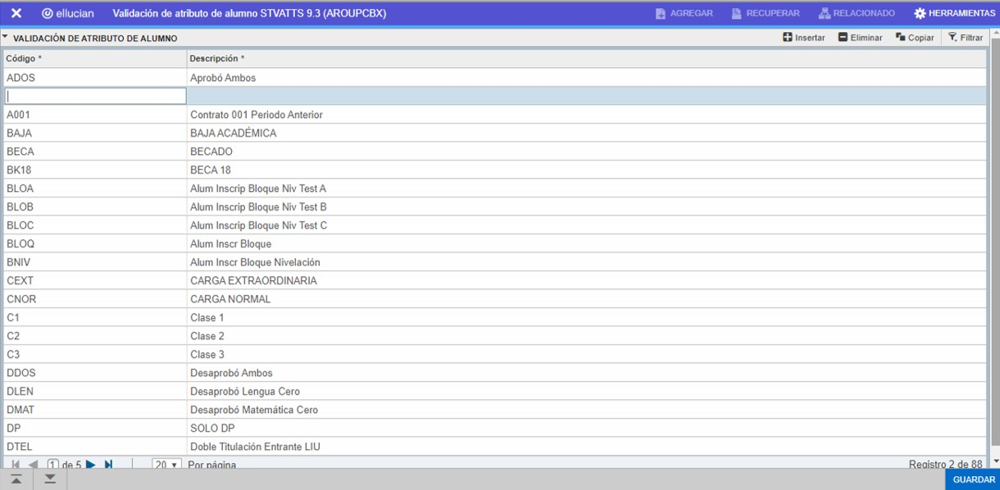 ellucian Validación de atributo de alumno STVATTS 9.3 (AROUPCBX) AGREGAR RECUPERAR RELACIONADO HERRAMIENTAS
VALIDACIÓN DE ATRIBUTO DE ALUMNO Insertar Eliminar Copiar Filtrar
Código * Descripción *
ADOS Aprobó Ambos
A001 Contrato 001 Periodo Anterior
BAJA BAJA ACADÉMICA
BECA BECADO
BK18 BECA 18
BLOA Alum Inscrip Bloque Niv Test A
BLOB Alum Inscrip Bloque Niv Test B
BLOC Alum Inscrip Bloque Niv Test C
BLOQ Alum Inscr Bloque
BNIV Alum Inscr Bloque Nivelación
CEXT CARGA EXTRAORDINARIA
CNOR CARGA NORMAL
C1 Clase 1
C2 Clase 2
C3 Clase 3
DDOS Desaprobó Ambos
DLEN Desaprobó Lengua Cero
DMAT Desaprobó Matemática Cero
DP SOLO DP
DTEL Doble Titulación Entrante LIU
1 de 5 20 Por página Registro 2 de 88
GUARDAR